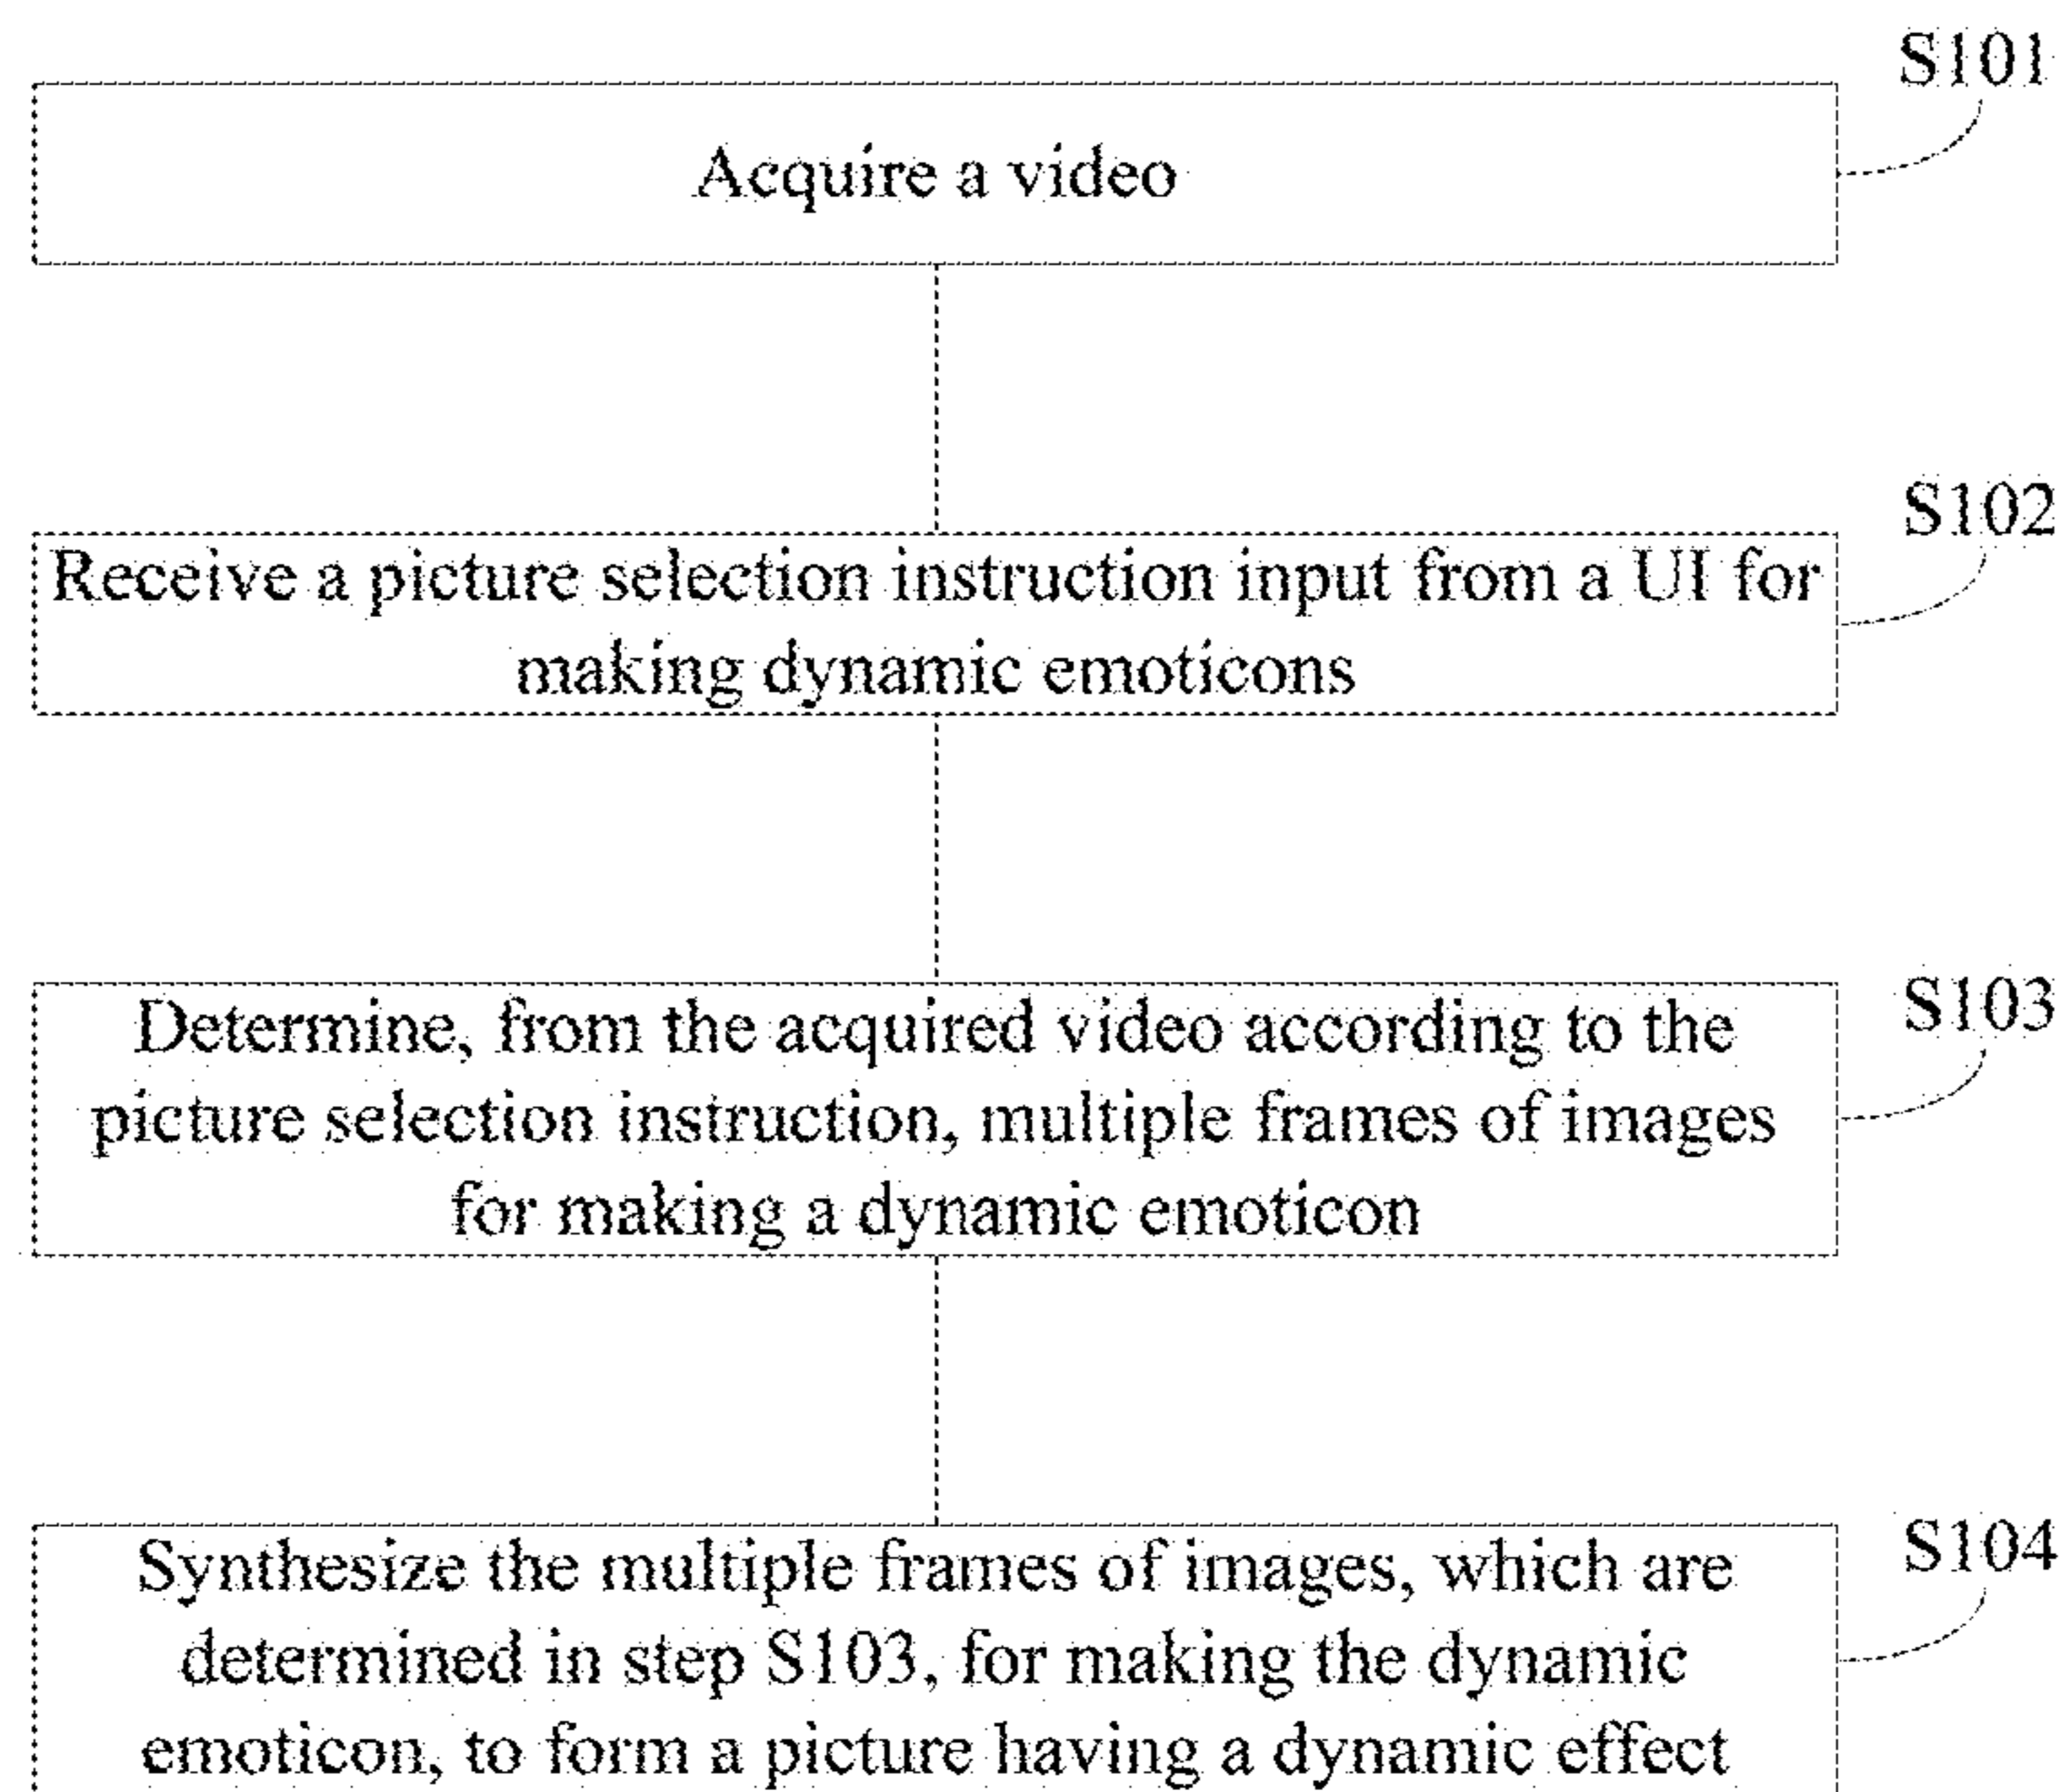 S101
Acquire a video
S102
Receive a picture selection instruction input from a UI for
making dynamic emoticons
S103
Determine, from the acquired video according to the
picture selection instruction, multiple frames of images
for making a dynamic emoticon
S104
Synthesize the multiple frames of images, which are
determined in step S103, for making the dynamic
emoticon, to form a picture having a dynamic effect